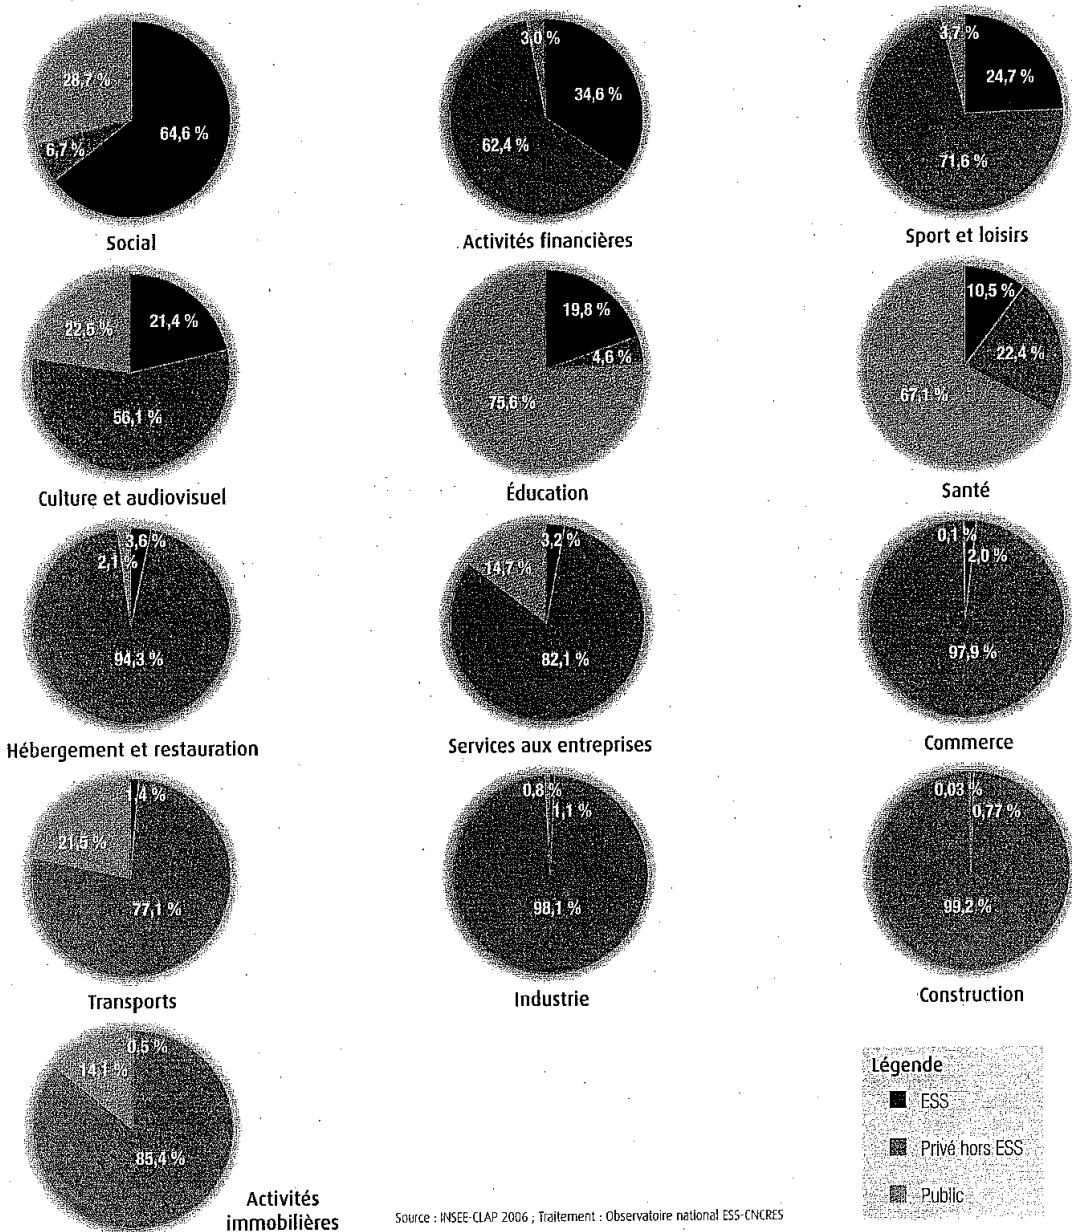 28,7 %
64,6 %
6,7 %
Social
3,0 %
34,6 %
62,4 %
Activités financières
3,7 %
24,7 %
71,6 %
Sport et loisirs
22,5 %
21,4 %
56,1 %
Culture et audiovisuel
19,8 %
4,6 %
75,6 %
Éducation
10,5 %
22,4 %
67,1 %
Santé
3,6 %
2,1 %
94,3 %
Hébergement et restauration
3,2 %
14,7 %
82,1 %
Services aux entreprises
0,1 %
2,0 %
97,9 %
Commerce
1,4 %
21,5 %
77,1 %
Transports
0,8 %
1,1 %
98,1 %
Industrie
0,03 %
0,77 %
99,2 %
Construction
0,5 %
14,1 %
85,4 %
Activités
immobilières
Légende
ESS
Privé hors ESS
Public
Source : INSEE-CLAP 2006 ; Traitement : Observatoire national ESS-CNCRES